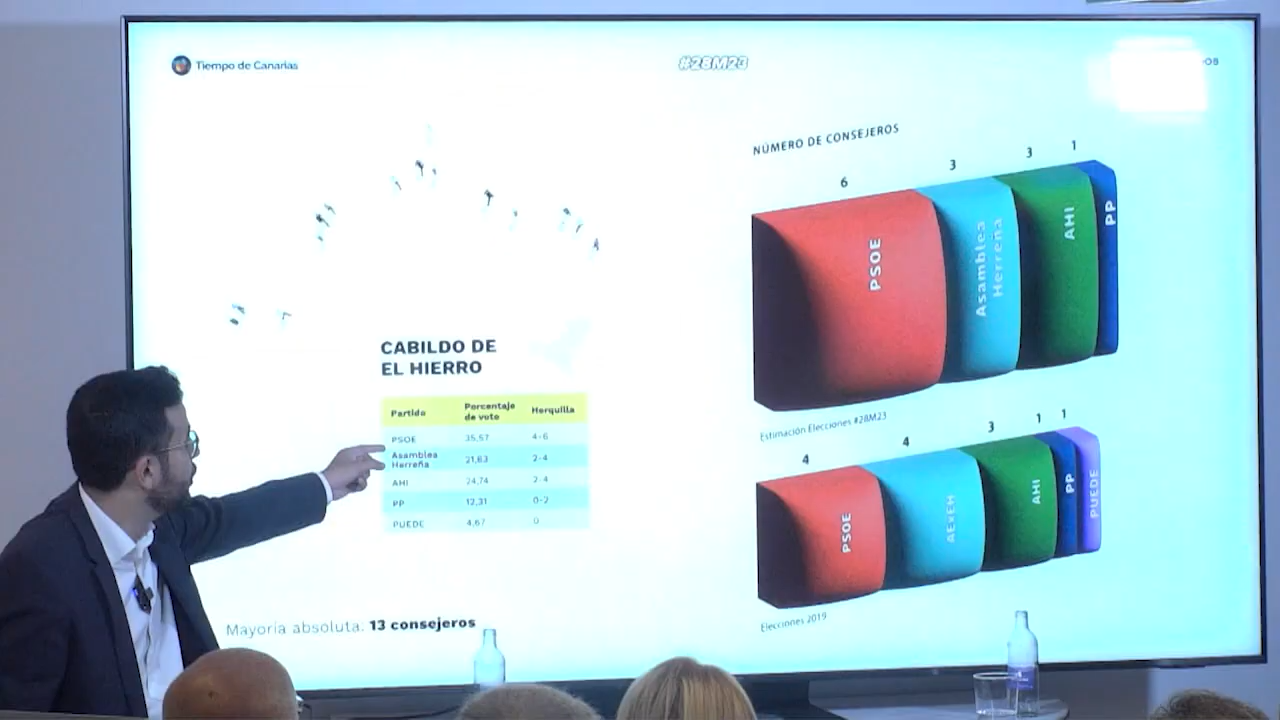 Tiempo de Canarias
#28M23
CABILDO DE
EL HIERRO
Partido Porcentaje de voto Horquilla
PSOE 35,57 4-6
Asamblea Herreña 21,83 2-4
AHI 24,74 2-4
PP 12,31 0-2
PUEDE 4,67 0
Mayoría absoluta. 13 consejeros
NÚMERO DE CONSEJEROS
6 3 3 1
PSOE Asamblea Herreña AHI PP
Estimación Elecciones #28M23
4 4 3 1 1
PSOE AHI PP PUEDE
Elecciones 2019